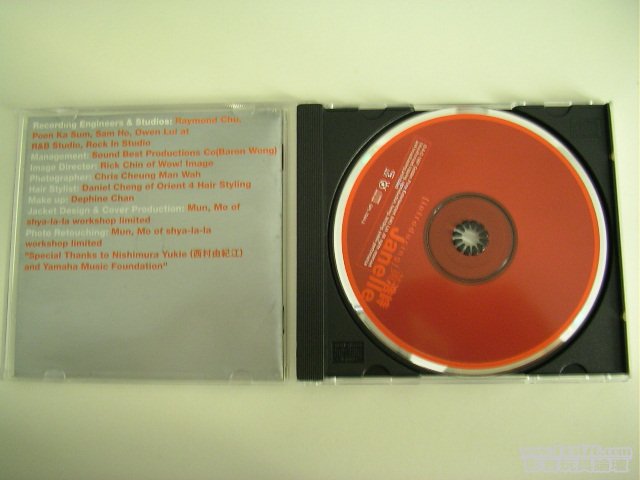 Recording Engineers & Studios: Raymond Chu,
Poon Ka Sum, Sam Ho, Owen Lui at
R&B Studio, Rock In Studio
Management: Sound Beat Productions Co(Baron Wong)
Image Director: Rick Chin of Wow! Image
Photographer: Chris Cheung Man Wah
Hair Stylist: Daniel Cheng of Orient 4 Hair Styling
Make up: Dephine Chan
Jacket Design & Cover Production: Mun, Mo of
shya-la-la workshop limited
Photo Retouching: Mun, Mo of shya-la-la
workshop limited
"Special Thanks to Nishimura Yukie (西村由紀江)
and Yamaha Music Foundation"
[introducing]
Janelle